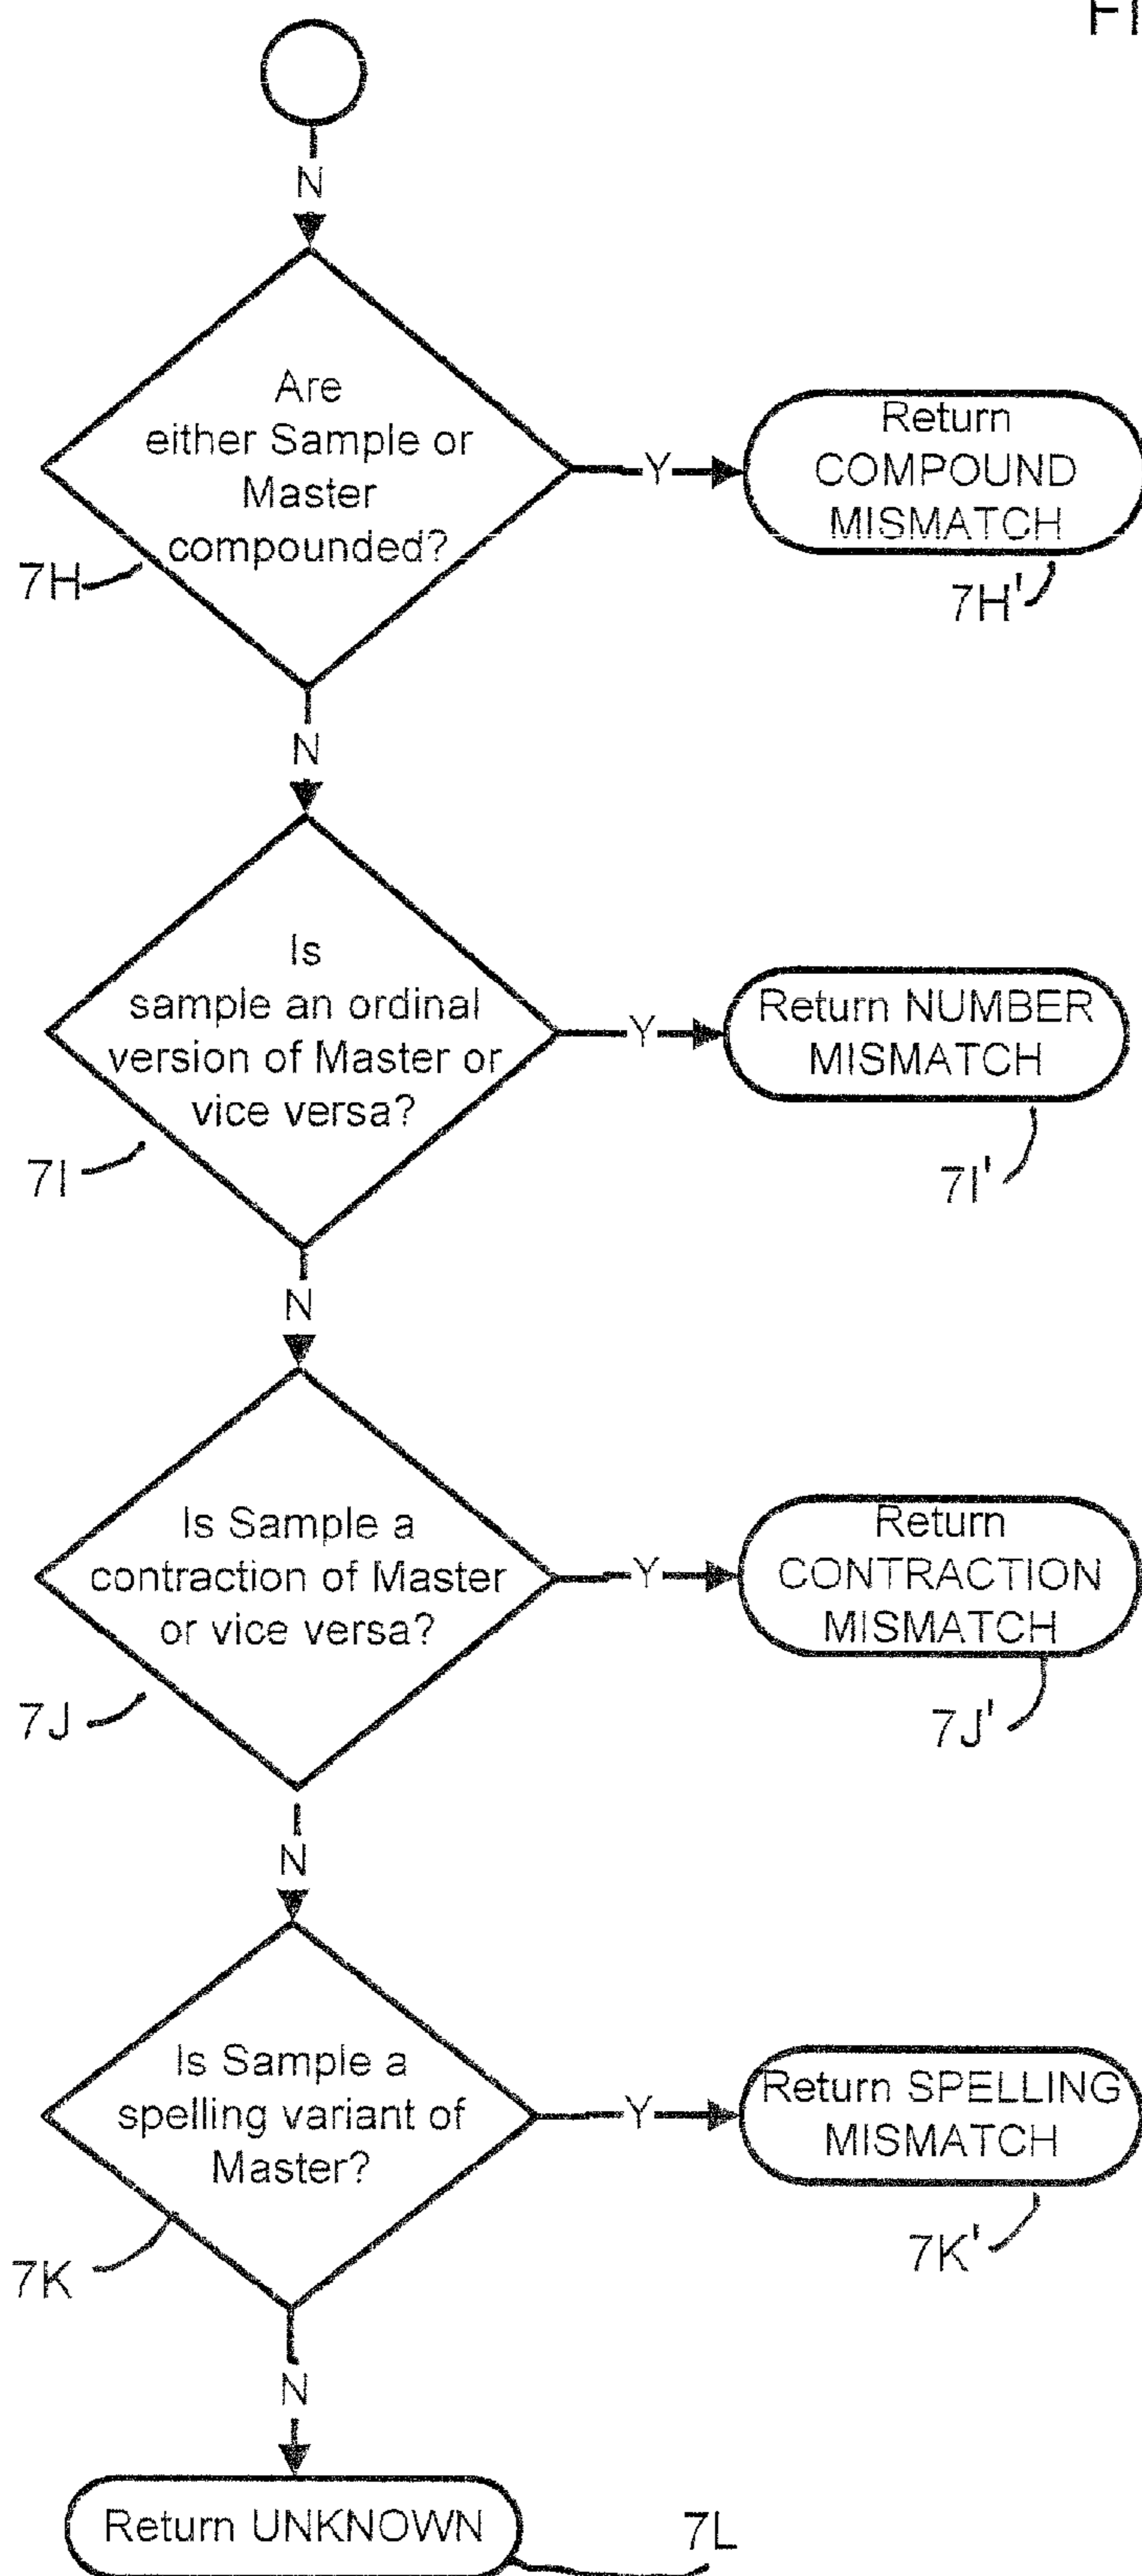 N
Are
either Sample or
Master
compounded?
7H
Y
Return
COMPOUND
MISMATCH
7H'
N
Is
sample an ordinal
version of Master or
vice versa?
7I
Y
Return NUMBER
MISMATCH
7I'
N
Is Sample a
contraction of Master
or vice versa?
7J
Y
Return
CONTRACTION
MISMATCH
7J'
N
Is Sample a
spelling variant of
Master?
7K
Y
Return SPELLING
MISMATCH
7K'
N
Return UNKNOWN
7L